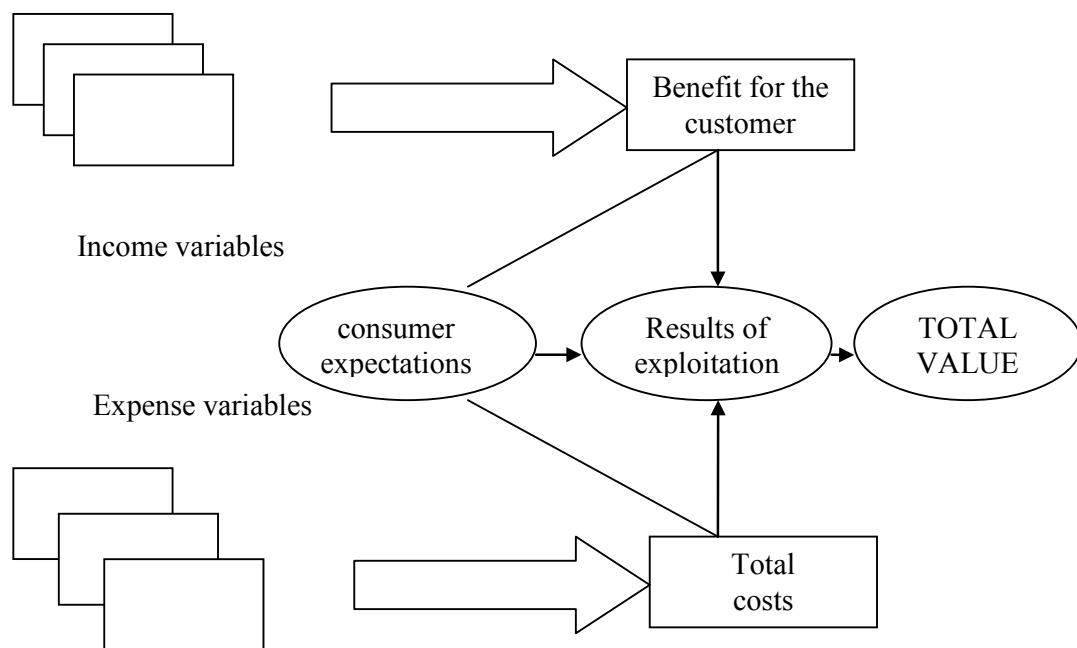 Benefit for the
customer
Income variables
consumer
expectations
Results of
exploitation
TOTAL
VALUE
Expense variables
Total
costs